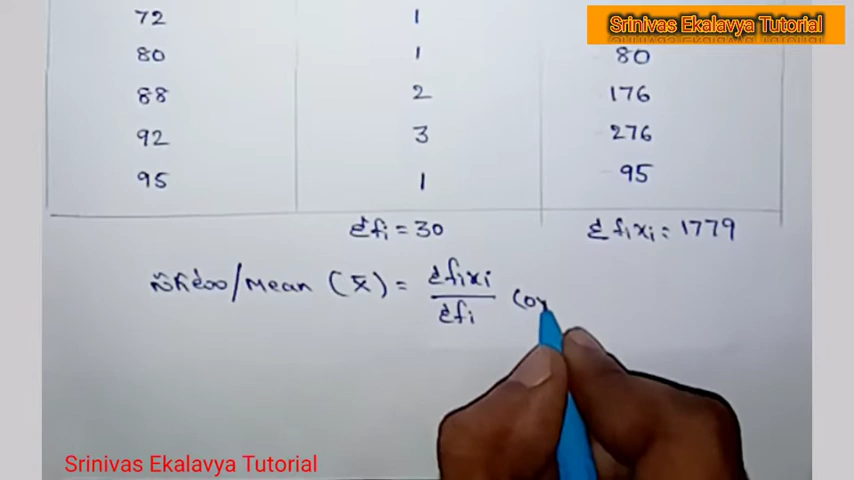 Srinivas Ekalavya Tutorial
72 1
80 1 80
88 2 176
92 3 276
95 1 95
Σfᵢ = 30 Σfᵢxᵢ = 1779
/Mean (x̄) = Σfᵢxᵢ / Σfᵢ (or
Srinivas Ekalavya Tutorial